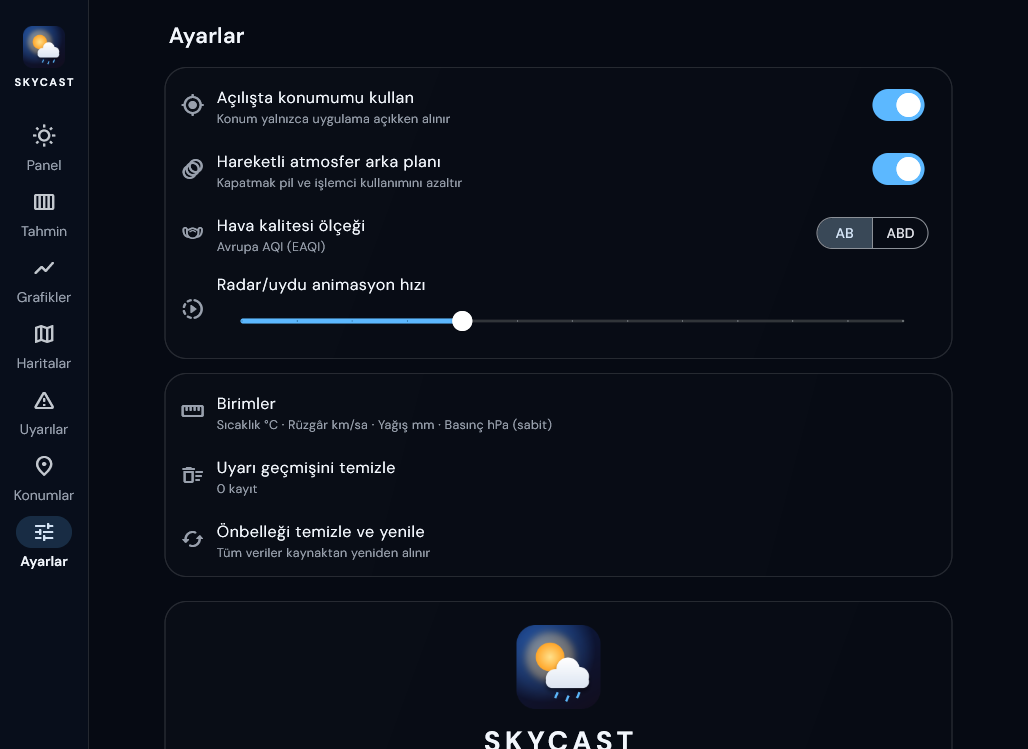 SKYCAST
Panel
Tahmin
Grafikler
Haritalar
Uyarılar
Konumlar
Ayarlar
Ayarlar
Açılışta konumumu kullan
Konum yalnızca uygulama açıkken alınır
Hareketli atmosfer arka planı
Kapatmak pil ve işlemci kullanımını azaltır
Hava kalitesi ölçeği
Avrupa AQI (EAQI)
AB
ABD
Radar/uydu animasyon hızı
Birimler
Sıcaklık °C · Rüzgâr km/sa · Yağış mm · Basınç hPa (sabit)
Uyarı geçmişini temizle
0 kayıt
Önbelleği temizle ve yenile
Tüm veriler kaynaktan yeniden alınır
SKYCAST